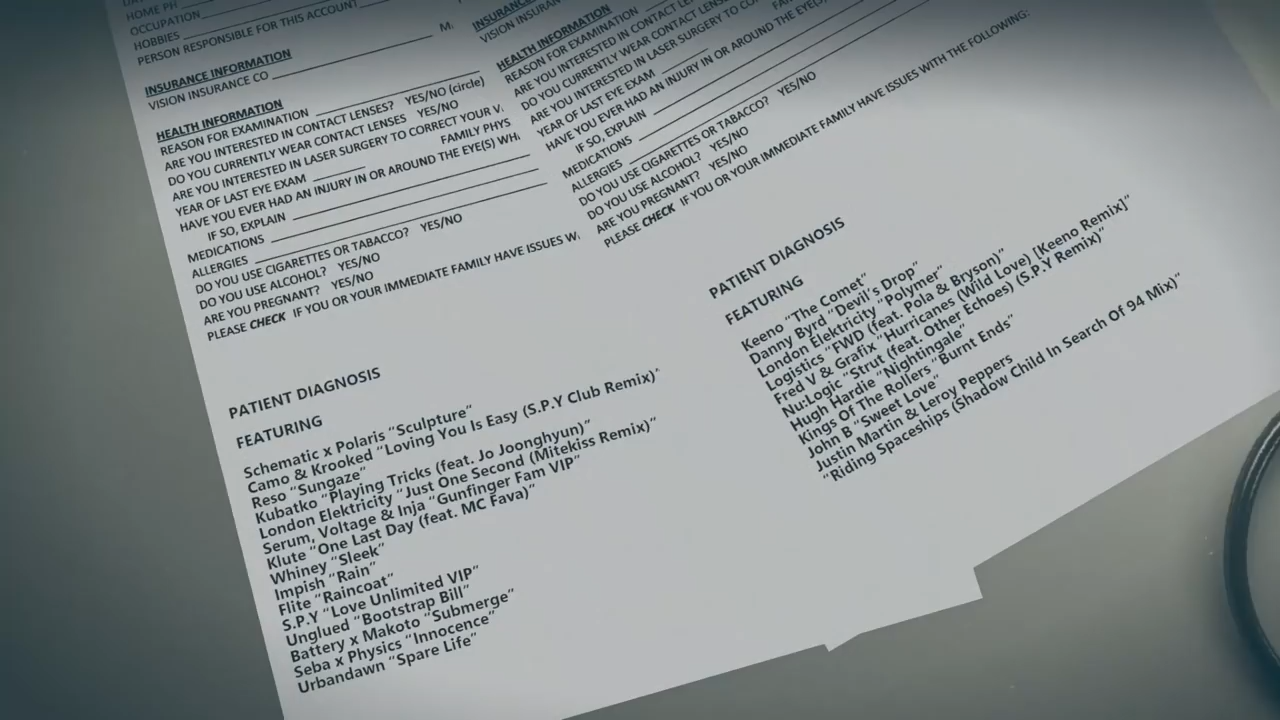 HOME PH
OCCUPATION
HOBBIES
PERSON RESPONSIBLE FOR THIS ACCOUNT
M.
INSURANCE INFORMATION
VISION INSURANCE CO
HEALTH INFORMATION
REASON FOR EXAMINATION
ARE YOU INTERESTED IN CONTACT LENSES? YES/NO (circle)
DO YOU CURRENTLY WEAR CONTACT LENSES YES/NO
ARE YOU INTERESTED IN LASER SURGERY TO CORRECT YOUR V
YEAR OF LAST EYE EXAM FAMILY PHYS
HAVE YOU EVER HAD AN INJURY IN OR AROUND THE EYE(S) WH
IF SO, EXPLAIN
MEDICATIONS
ALLERGIES
DO YOU USE CIGARETTES OR TABACCO? YES/NO
DO YOU USE ALCOHOL? YES/NO
ARE YOU PREGNANT? YES/NO
PLEASE CHECK IF YOU OR YOUR IMMEDIATE FAMILY HAVE ISSUES W
PATIENT DIAGNOSIS
FEATURING
Schematic x Polaris “Sculpture”
Camo & Krooked “Loving You Is Easy (S.P.Y Club Remix)”
Reso “Sungaze”
Kubatko “Playing Tricks (feat. Jo Joonghyun)”
London Elektricity “Just One Second (Mitekiss Remix)”
Serum, Voltage & Inja “Gunfinger Fam VIP”
Klute “One Last Day (feat. MC Fava)”
Whiney “Sleek”
Impish “Rain”
Flite “Raincoat”
S.P.Y “Love Unlimited VIP”
Unglued “Bootstrap Bill”
Battery x Makoto “Submerge”
Seba x Physics “Innocence”
Urbandawn “Spare Life”
INSURANCE
VISION INSURAN
HEALTH INFORMATION
REASON FOR EXAMINATION
ARE YOU INTERESTED IN CONTACT LE
DO YOU CURRENTLY WEAR CONTACT LENS
ARE YOU INTERESTED IN LASER SURGERY TO CO
YEAR OF LAST EYE EXAM
HAVE YOU EVER HAD AN INJURY IN OR AROUND THE EYE(S)
IF SO, EXPLAIN
MEDICATIONS
ALLERGIES
DO YOU USE CIGARETTES OR TABACCO? YES/NO
DO YOU USE ALCOHOL? YES/NO
ARE YOU PREGNANT? YES/NO
PLEASE CHECK IF YOU OR YOUR IMMEDIATE FAMILY HAVE ISSUES WITH THE FOLLOWING:
PATIENT DIAGNOSIS
FEATURING
Keeno “The Comet”
Danny Byrd “Devil's Drop”
London Elektricity “Polymer”
Logistics “FWD (feat. Pola & Bryson)”
Fred V & Grafix “Hurricanes (Wild Love) [Keeno Remix]”
Nu:Logic “Strut (feat. Other Echoes) (S.P.Y Remix)”
Hugh Hardie “Nightingale”
Kings Of The Rollers “Burnt Ends”
John B “Sweet Love”
Justin Martin & Leroy Peppers
“Riding Spaceships (Shadow Child In Search Of 94 Mix)”